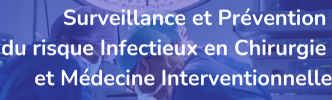 Surveillance et Prévention
du risque Infectieux en Chirurgie
et Médecine Interventionnelle